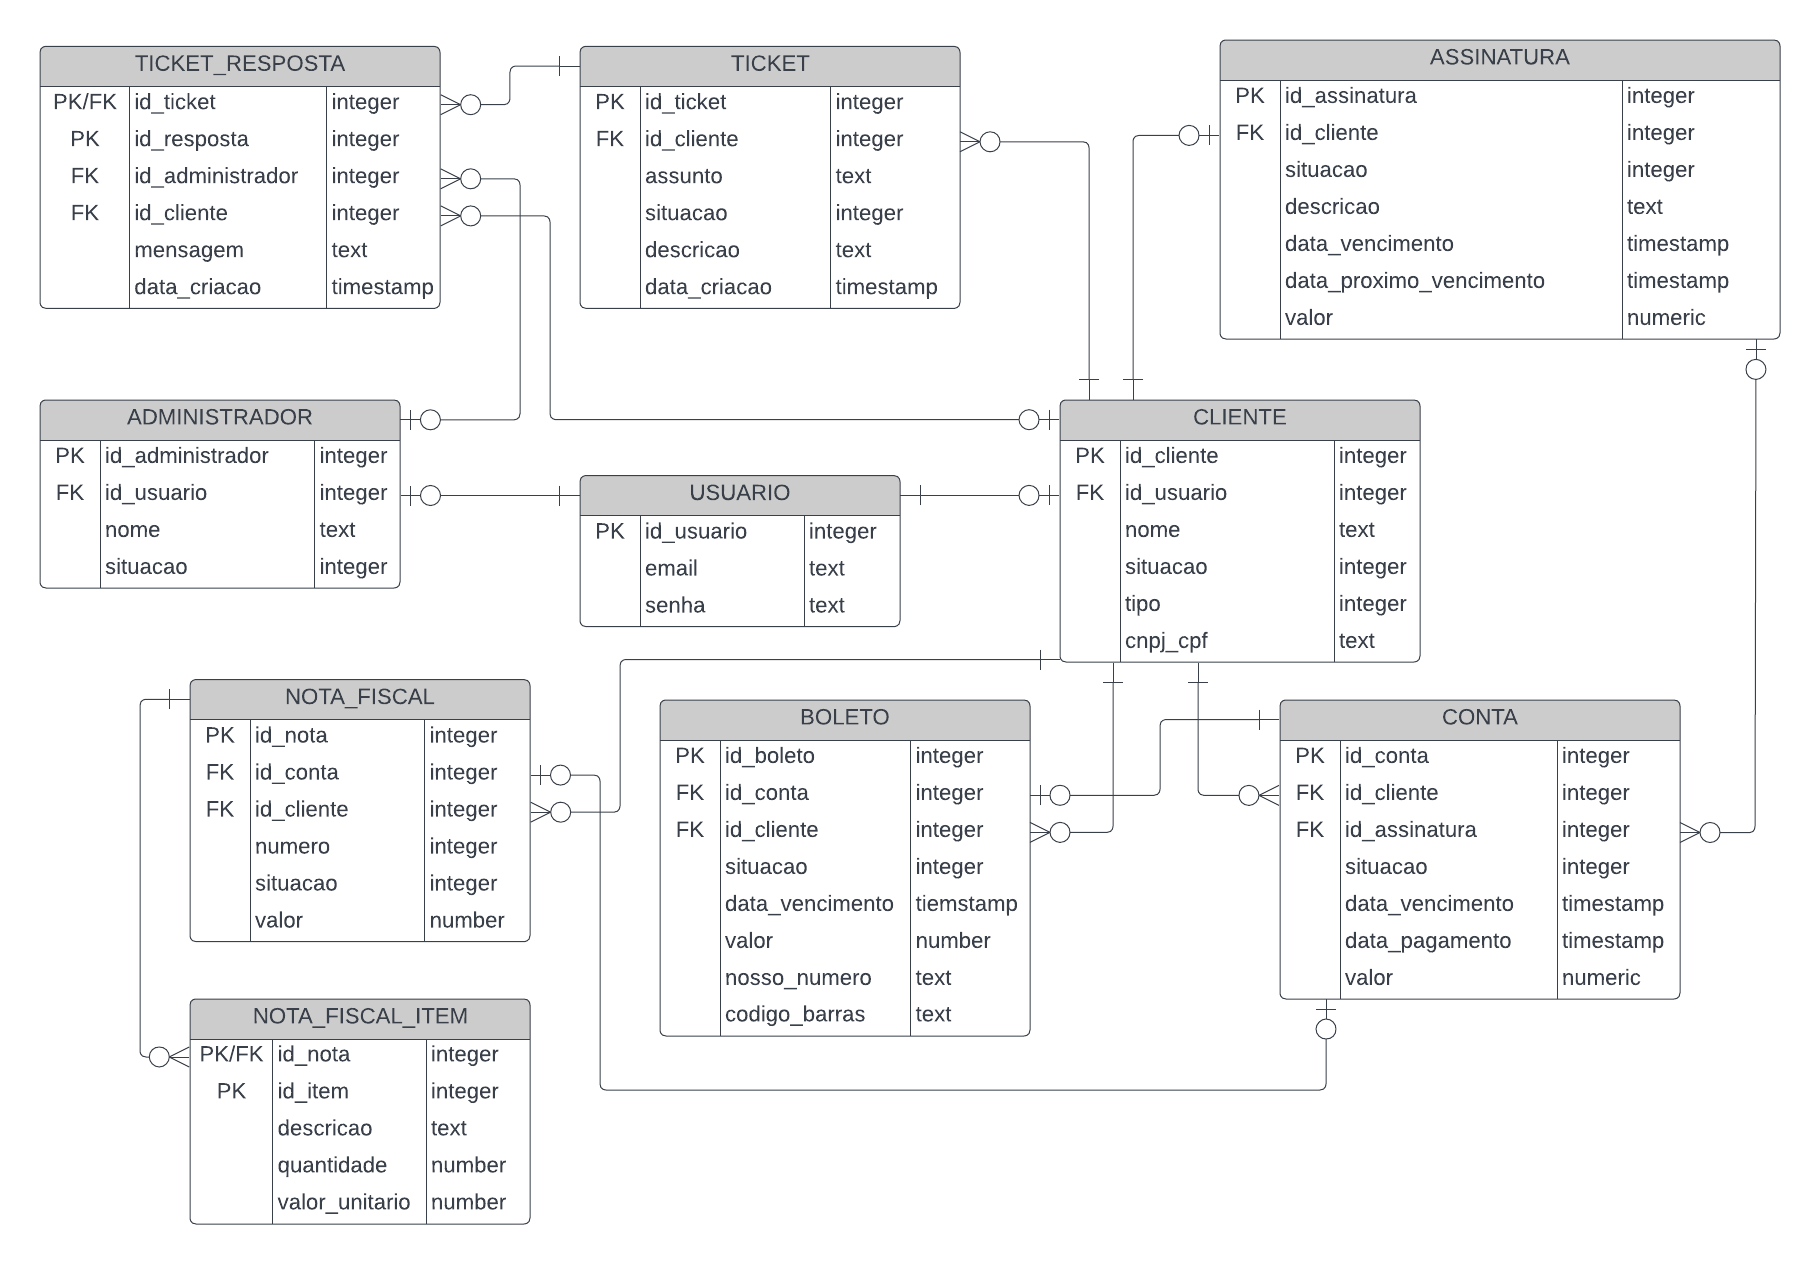 TICKET_RESPOSTA
PK/FK id_ticket integer
PK id_resposta integer
FK id_administrador integer
FK id_cliente integer
mensagem text
data_criacao timestamp
TICKET
PK id_ticket integer
FK id_cliente integer
assunto text
situacao integer
descricao text
data_criacao timestamp
ASSINATURA
PK id_assinatura integer
FK id_cliente integer
situacao integer
descricao text
data_vencimento timestamp
data_proximo_vencimento timestamp
valor numeric
ADMINISTRADOR
PK id_administrador integer
FK id_usuario integer
nome text
situacao integer
USUARIO
PK id_usuario integer
email text
senha text
CLIENTE
PK id_cliente integer
FK id_usuario integer
nome text
situacao integer
tipo integer
cnpj_cpf text
NOTA_FISCAL
PK id_nota integer
FK id_conta integer
FK id_cliente integer
numero integer
situacao integer
valor number
BOLETO
PK id_boleto integer
FK id_conta integer
FK id_cliente integer
situacao integer
data_vencimento tiemstamp
valor number
nosso_numero text
codigo_barras text
CONTA
PK id_conta integer
FK id_cliente integer
FK id_assinatura integer
situacao integer
data_vencimento timestamp
data_pagamento timestamp
valor numeric
NOTA_FISCAL_ITEM
PK/FK id_nota integer
PK id_item integer
descricao text
quantidade number
valor_unitario number